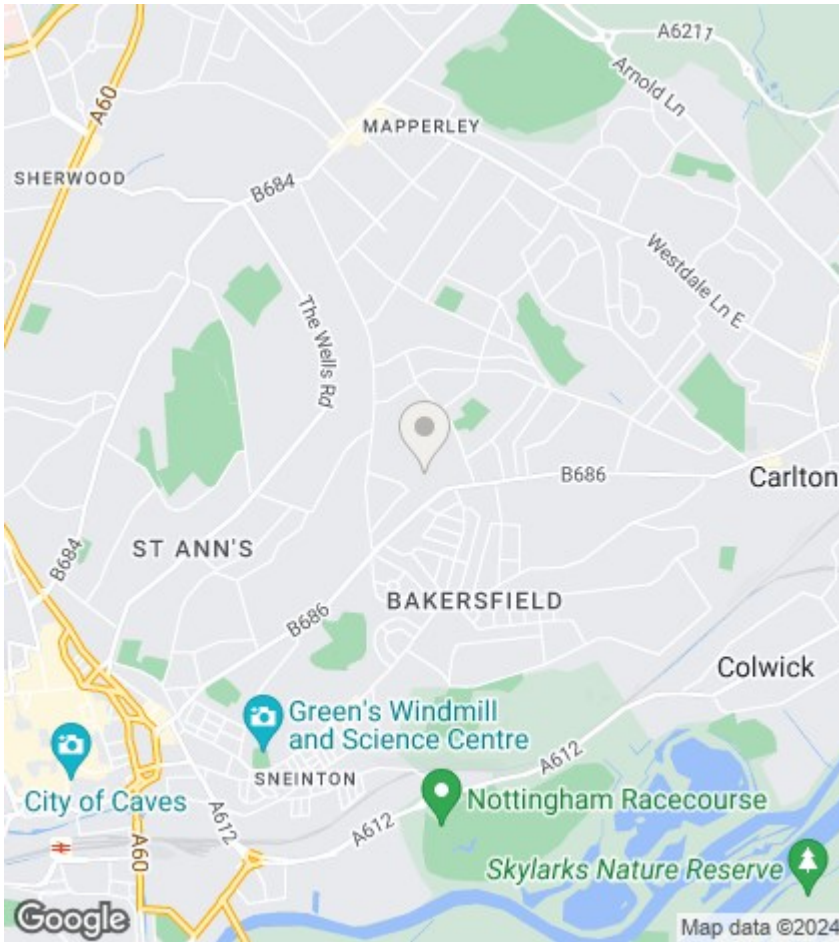 A6211
Arnold Ln
A60
MAPPERLEY
SHERWOOD
B684
Westdale Ln E
The Wells Rd
B686
Carlton
ST ANN'S
B684
BAKERSFIELD
B686
Colwick
Green's Windmill
and Science Centre
SNEINTON
A612
City of Caves
Nottingham Racecourse
A612
A612
A60
Skylarks Nature Reserve
Google
Map data ©2024